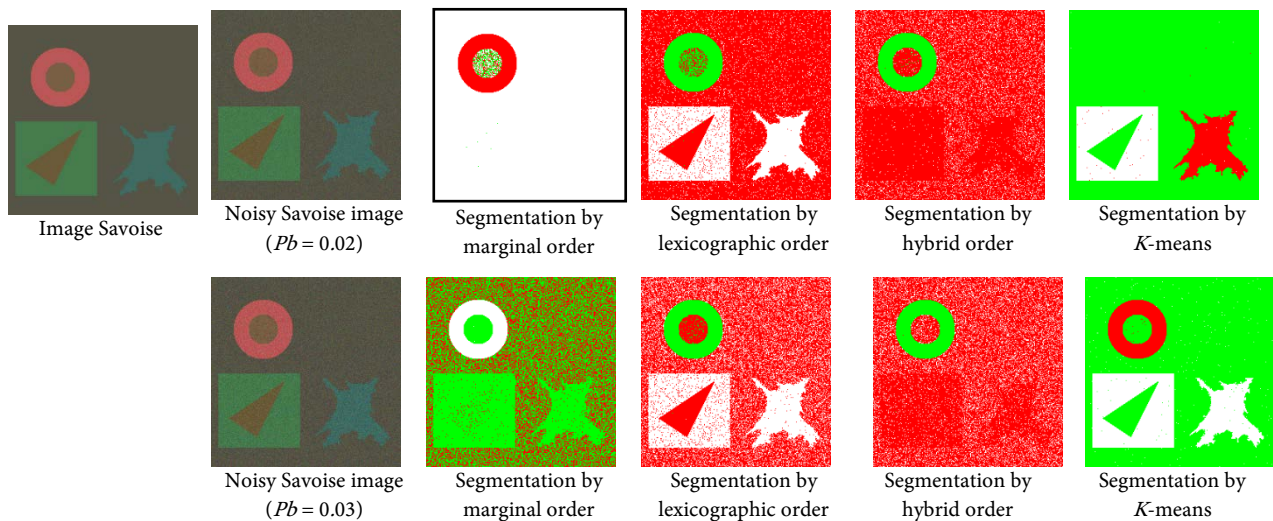 Image Savoise
Noisy Savoise image
(Pb = 0.02)
Segmentation by
marginal order
Segmentation by
lexicographic order
Segmentation by
hybrid order
Segmentation by
K-means
Noisy Savoise image
(Pb = 0.03)
Segmentation by
marginal order
Segmentation by
lexicographic order
Segmentation by
hybrid order
Segmentation by
K-means